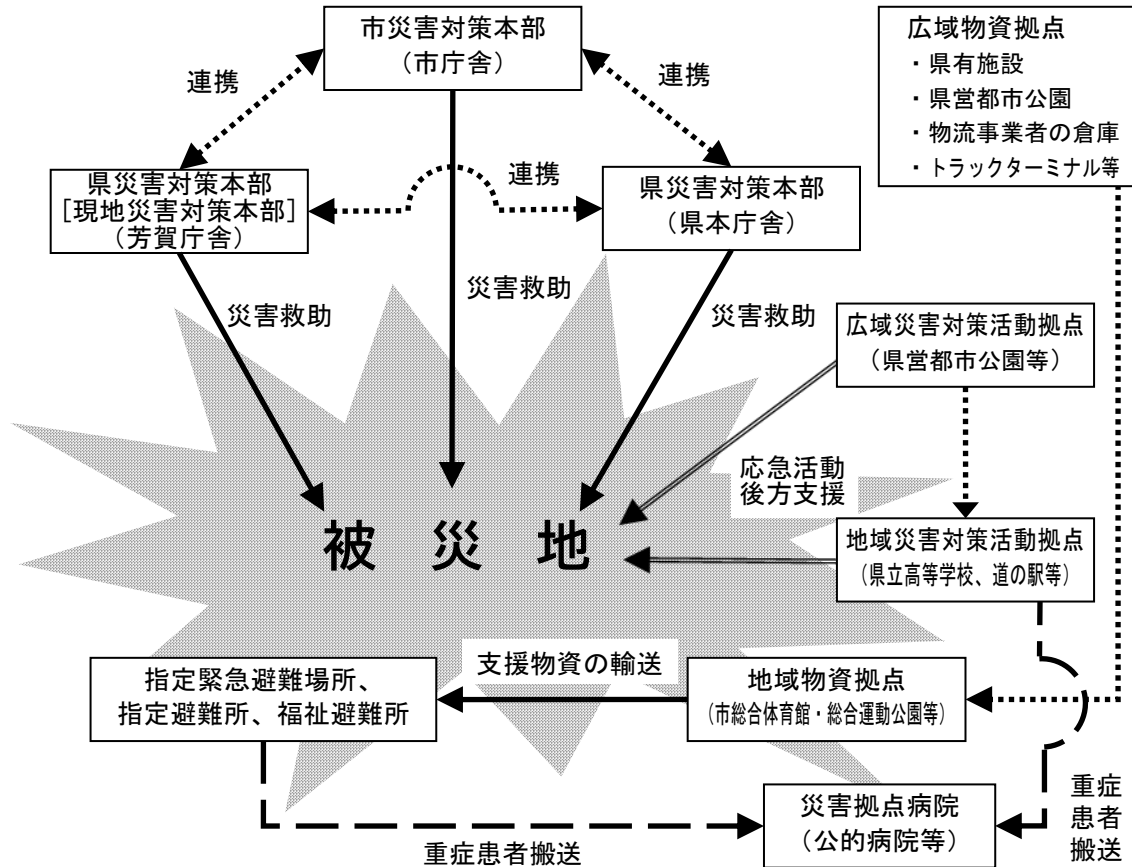 市災害対策本部
（市庁舎）
広域物資拠点
・県有施設
・県営都市公園
・物流事業者の倉庫
・トラックターミナル等
連携
連携
県災害対策本部
［現地災害対策本部］
（芳賀庁舎）
連携
県災害対策本部
（県本庁舎）
災害救助
災害救助
災害救助
広域災害対策活動拠点
（県営都市公園等）
応急活動
後方支援
被　災　地
地域災害対策活動拠点
（県立高等学校、道の駅等）
支援物資の輸送
指定緊急避難場所、
指定避難所、福祉避難所
地域物資拠点
（市総合体育館・総合運動公園等）
災害拠点病院
（公的病院等）
重症
患者
搬送
重症患者搬送